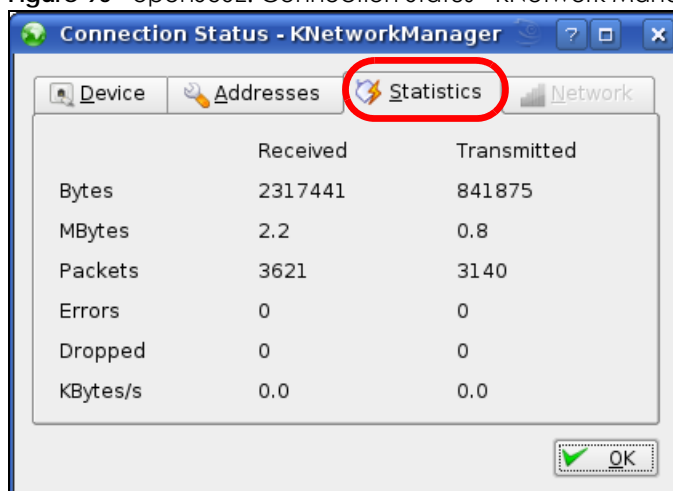 Connection Status - KNetworkManager
Device Addresses Statistics Network
Received Transmitted
Bytes 2317441 841875
MBytes 2.2 0.8
Packets 3621 3140
Errors 0 0
Dropped 0 0
KBytes/s 0.0 0.0
OK